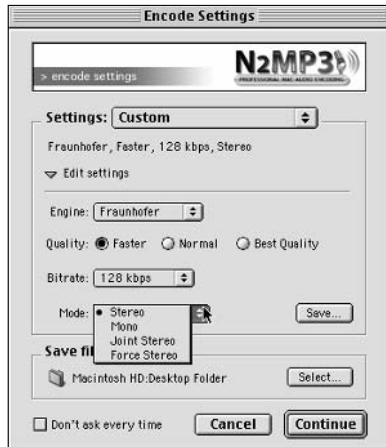 Encode Settings
N2MP3
PROFESSIONAL MAC AUDIO ENCODING
> encode settings
Settings: Custom
Fraunhofer, Faster, 128 kbps, Stereo
Edit settings
Engine: Fraunhofer
Quality: Faster Normal Best Quality
Bitrate: 128 kbps
Mode: • Stereo
Mono
Joint Stereo
Force Stereo
Save...
Save fil
Macintosh HD:Desktop Folder
Select...
Don't ask every time
Cancel
Continue